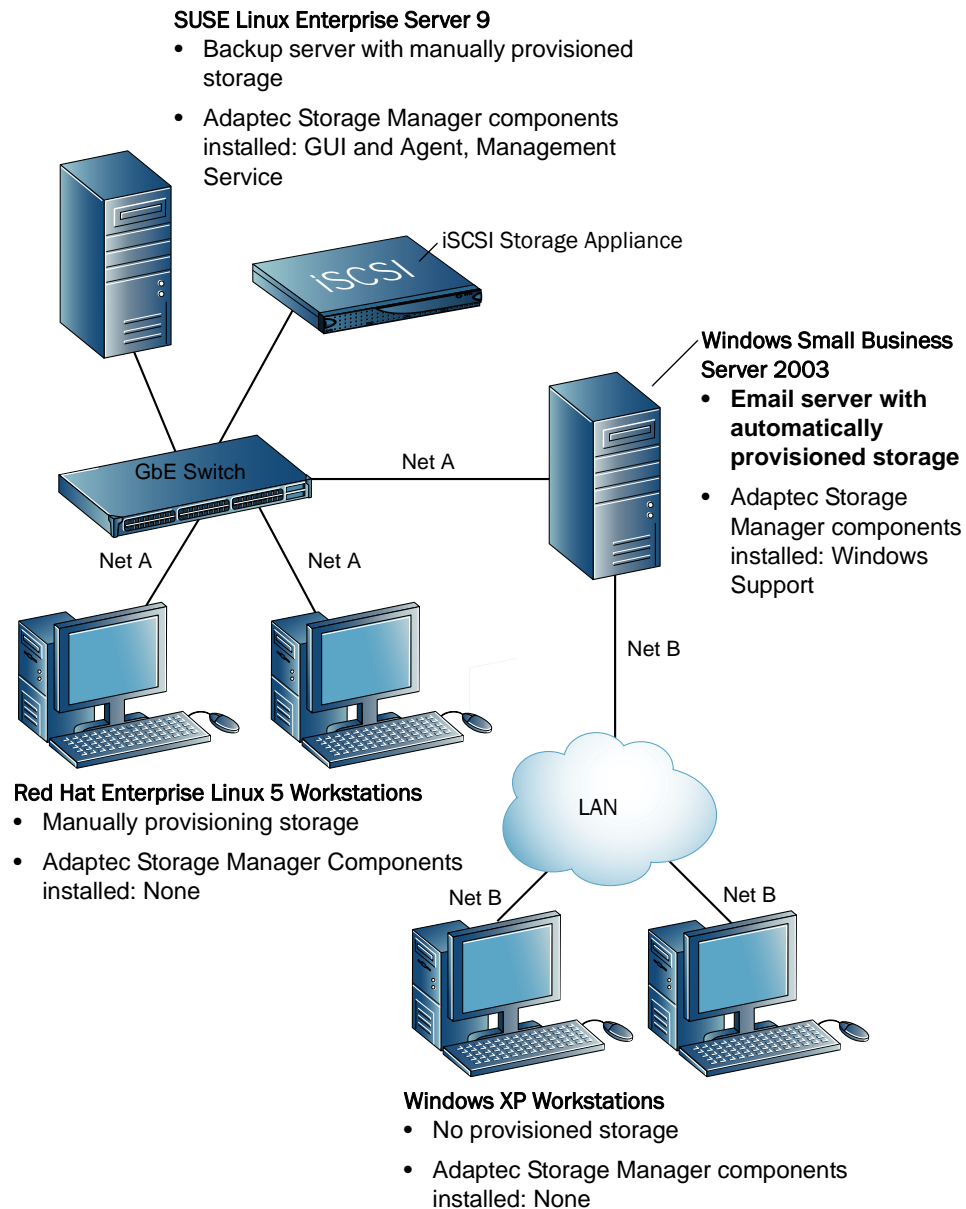 SUSE Linux Enterprise Server 9
• Backup server with manually provisioned
storage
• Adaptec Storage Manager components
installed: GUI and Agent, Management
Service
iSCSI Storage Appliance
iSCSI
Windows Small Business
Server 2003
• Email server with
automatically
provisioned storage
• Adaptec Storage
Manager components
installed: Windows
Support
GbE Switch
Net A
Net A
Net A
Net B
Red Hat Enterprise Linux 5 Workstations
• Manually provisioning storage
• Adaptec Storage Manager Components
installed: None
LAN
Net B
Net B
Windows XP Workstations
• No provisioned storage
• Adaptec Storage Manager components
installed: None